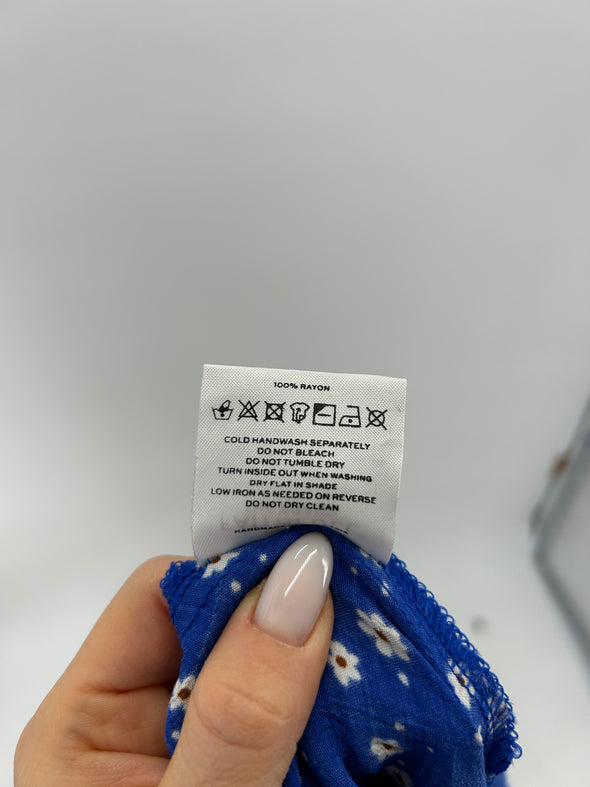 100% RAYON
COLD HANDWASH SEPARATELY
DO NOT BLEACH
DO NOT TUMBLE DRY
TURN INSIDE OUT WHEN WASHING
DRY FLAT IN SHADE
LOW IRON AS NEEDED ON REVERSE
DO NOT DRY CLEAN